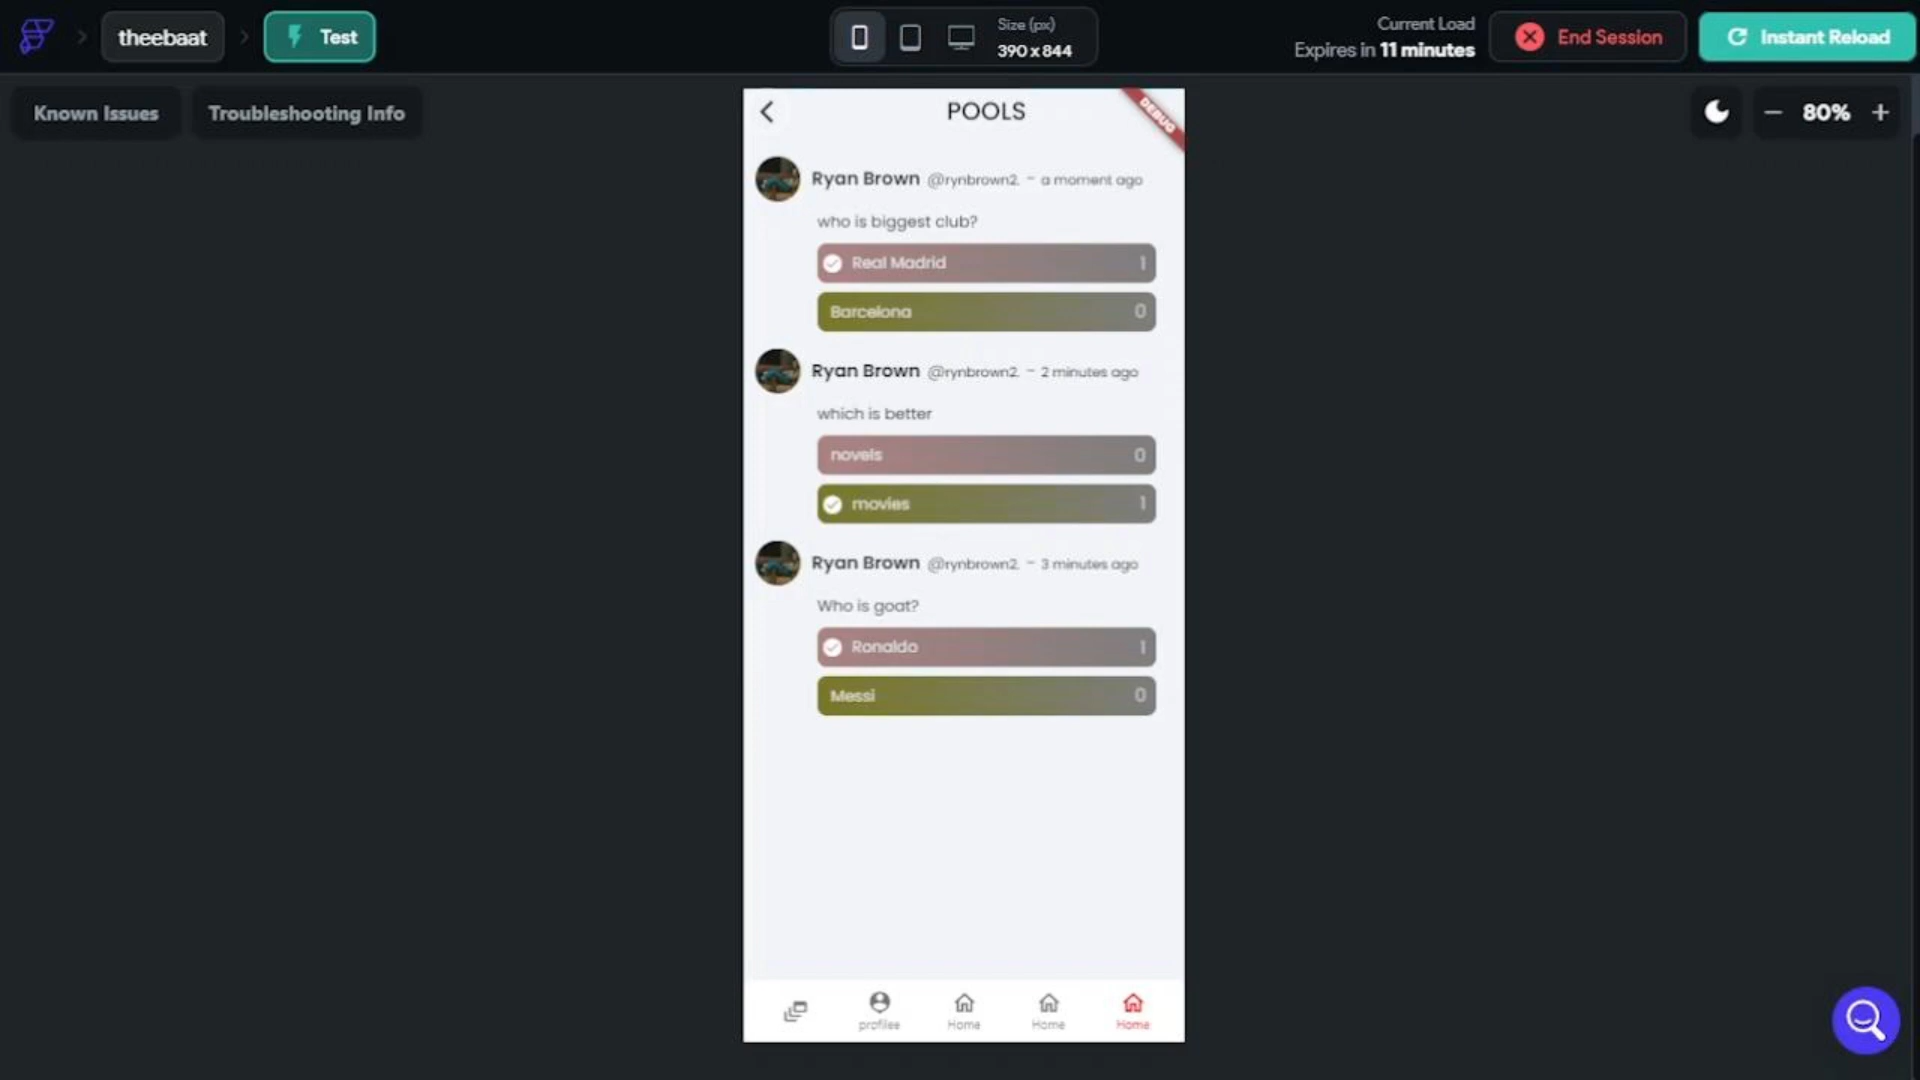 theebaat
Test
Size (px)
390 x 844
Current Load
Expires in 11 minutes
End Session
Instant Reload
Known Issues
Troubleshooting Info
80%
POOLS
DEBUG
Ryan Brown @rynbrown2. - a moment ago
who is biggest club?
Real Madrid 1
Barcelona 0
Ryan Brown @rynbrown2. - 2 minutes ago
which is better
novels 0
movies 1
Ryan Brown @rynbrown2. - 3 minutes ago
Who is goat?
Ronaldo 1
Messi 0
profilee Home Home Home